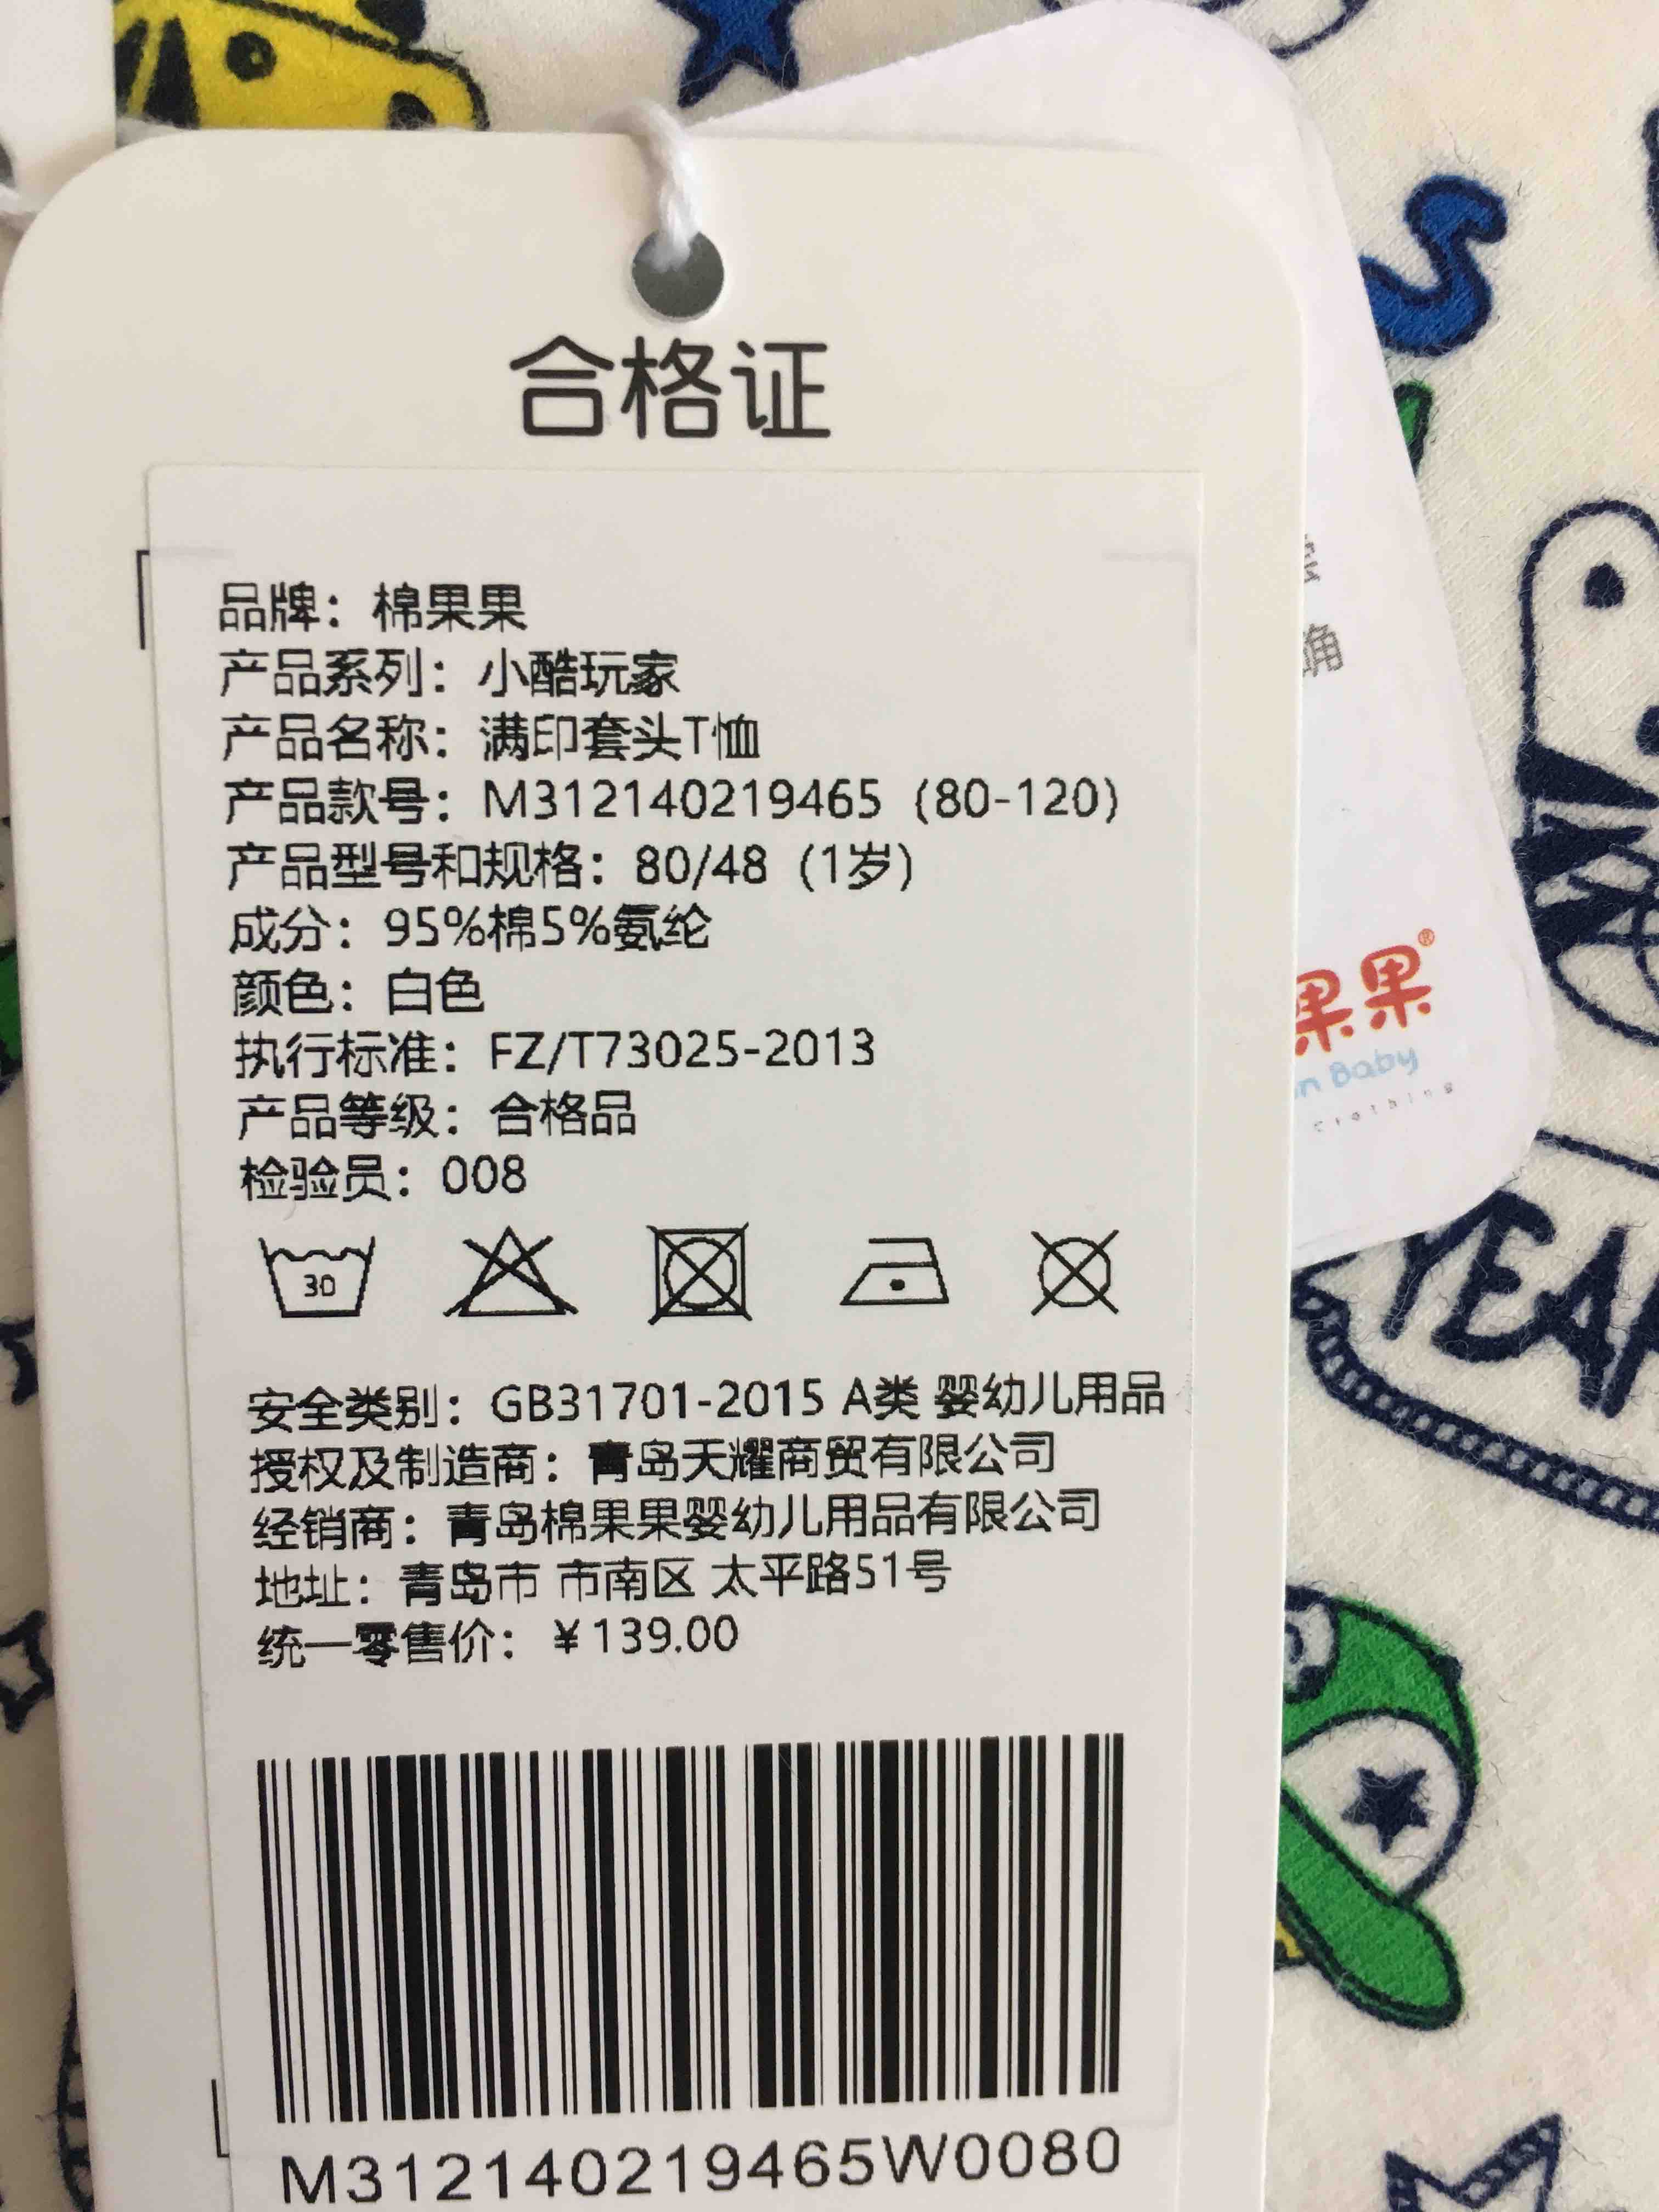 合格证
品牌：棉果果
产品系列：小酷玩家
产品名称：满印套头T恤
产品款号：M312140219465（80-120）
产品型号和规格：80/48（1岁）
成分：95%棉5%氨纶
颜色：白色
执行标准：FZ/T73025-2013
产品等级：合格品
检验员：008
30
安全类别：GB31701-2015 A类 婴幼儿用品
授权及制造商：青岛天耀商贸有限公司
经销商：青岛棉果果婴幼儿用品有限公司
地址：青岛市 市南区 太平路51号
统一零售价：¥139.00
M312140219465W0080
确
果果®
Baby
clothing